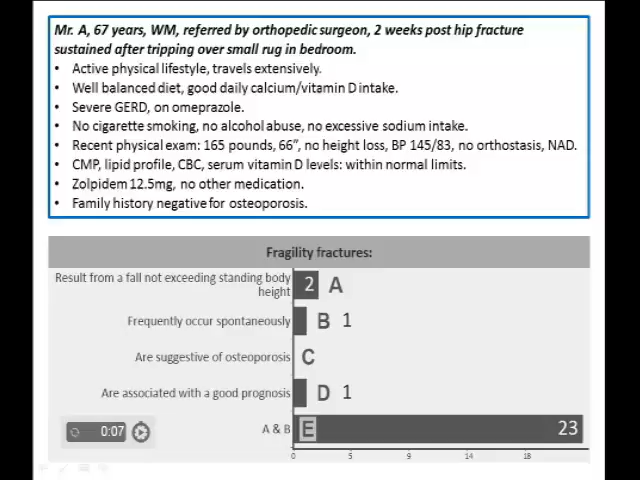 Mr. A, 67 years, WM, referred by orthopedic surgeon, 2 weeks post hip fracture
sustained after tripping over small rug in bedroom.
• Active physical lifestyle, travels extensively.
• Well balanced diet, good daily calcium/vitamin D intake.
• Severe GERD, on omeprazole.
• No cigarette smoking, no alcohol abuse, no excessive sodium intake.
• Recent physical exam: 165 pounds, 66”, no height loss, BP 145/83, no orthostasis, NAD.
• CMP, lipid profile, CBC, serum vitamin D levels: within normal limits.
• Zolpidem 12.5mg, no other medication.
• Family history negative for osteoporosis.
Fragility fractures:
Result from a fall not exceeding standing body
height
2 A
Frequently occur spontaneously B 1
Are suggestive of osteoporosis C
Are associated with a good prognosis D 1
A & B E 23
0:07
0 5 9 14 18